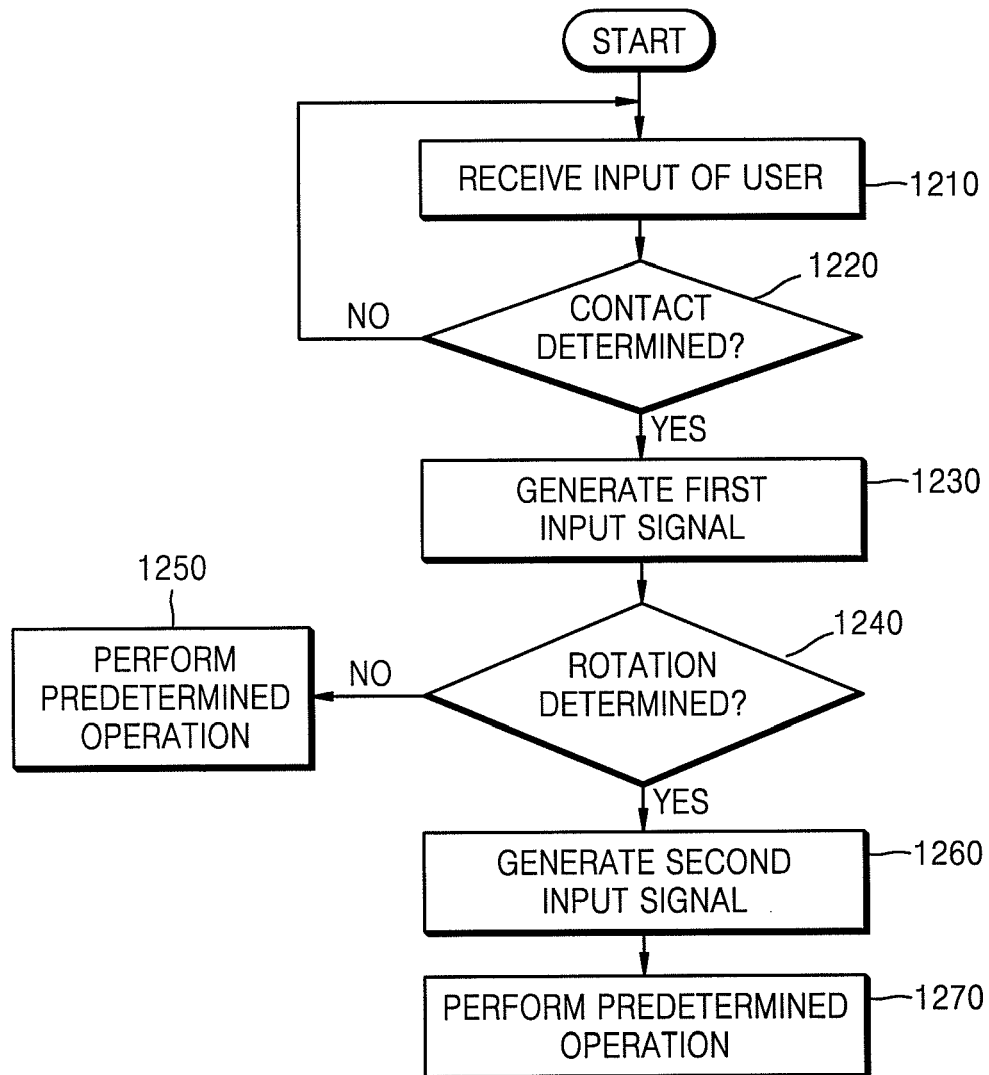 START
RECEIVE INPUT OF USER
1210
1220
CONTACT
DETERMINED?
NO
YES
GENERATE FIRST
INPUT SIGNAL
1230
1250
PERFORM
PREDETERMINED
OPERATION
NO
1240
ROTATION
DETERMINED?
YES
GENERATE SECOND
INPUT SIGNAL
1260
PERFORM PREDETERMINED
OPERATION
1270